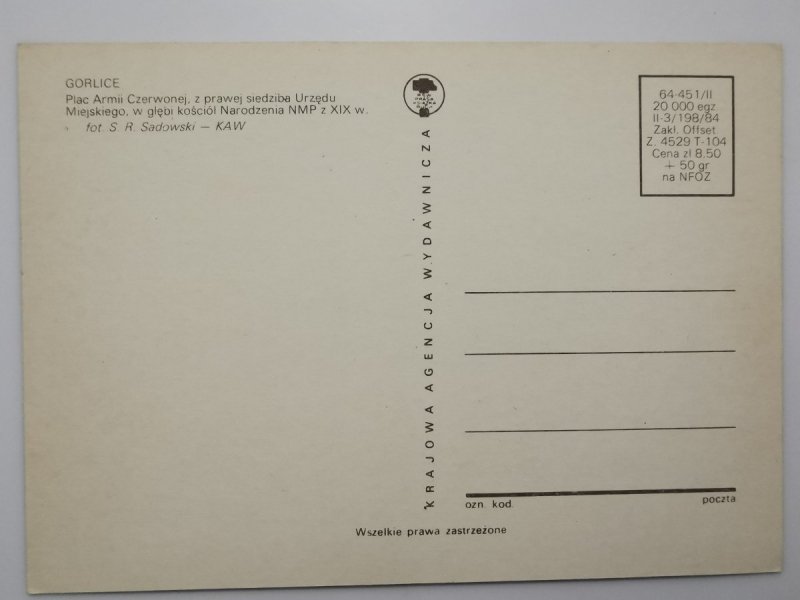 GORLICE
Plac Armii Czerwonej, z prawej siedziba Urzędu
Miejskiego, w głębi kościół Narodzenia NMP z XIX w.
fot. S. R. Sadowski — KAW
64-451/II
20 000 egz
II-3/198/84
Zakł. Offset.
Z. 4529 T-104
Cena zł 8,50
+ 50 gr
na NFOZ
KRAJOWA AGENCJA WYDAWNICZA
ozn. kod.
poczta
Wszelkie prawa zastrzeżone